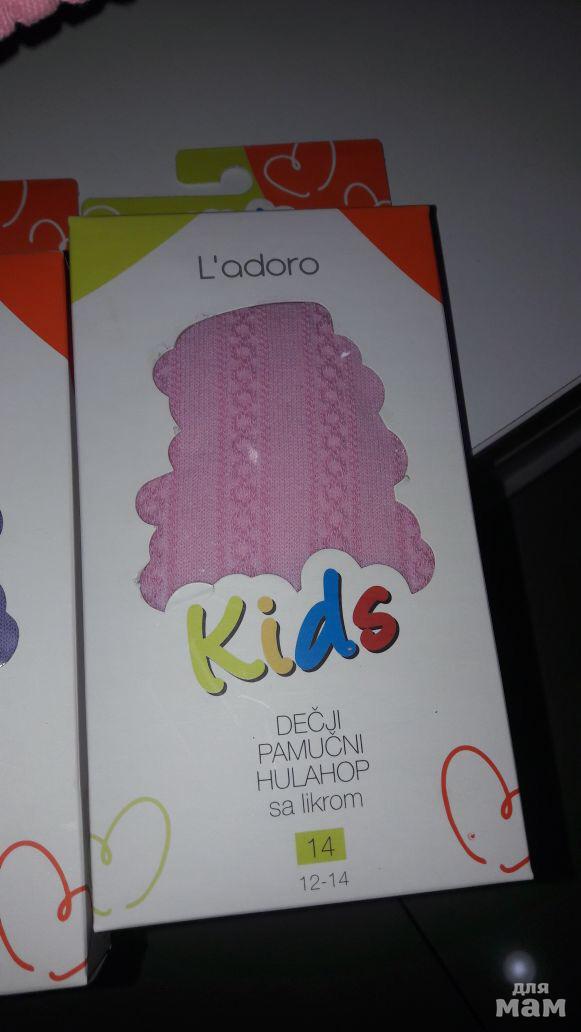 L'adoro
Kids
DEČJI
PAMUČNI
HULAHOP
sa likrom
14
12-14
для
мам